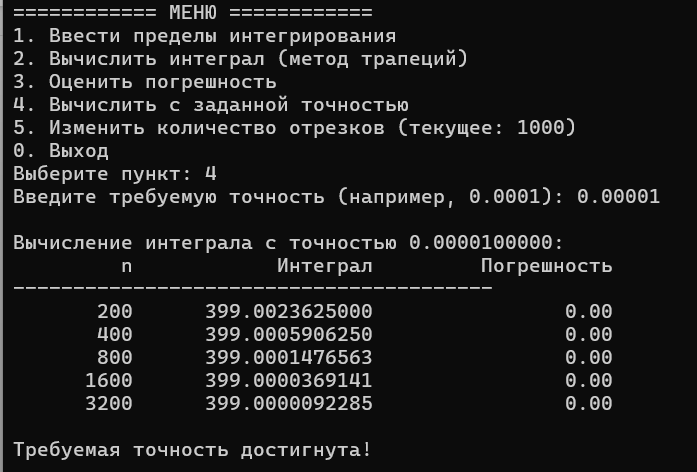 ============ МЕНЮ ============
1. Ввести пределы интегрирования
2. Вычислить интеграл (метод трапеций)
3. Оценить погрешность
4. Вычислить с заданной точностью
5. Изменить количество отрезков (текущее: 1000)
0. Выход
Выберите пункт: 4
Введите требуемую точность (например, 0.0001): 0.00001
Вычисление интеграла с точностью 0.0000100000:
n Интеграл Погрешность
----------------------------------------
200 399.0023625000 0.00
400 399.0005906250 0.00
800 399.0001476563 0.00
1600 399.0000369141 0.00
3200 399.0000092285 0.00
Требуемая точность достигнута!